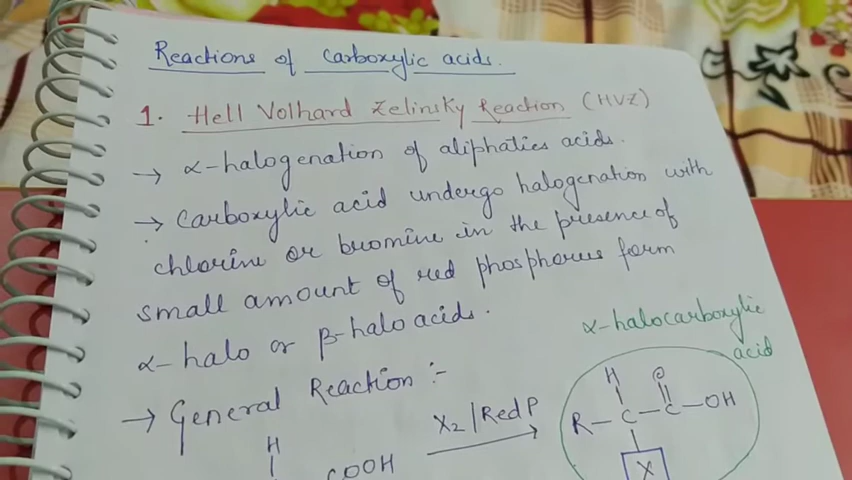 Reactions of carboxylic acids.
1. Hell Volhard Zelinsky Reaction (HVZ)
→ α-halogenation of aliphatics acids.
→ Carboxylic acid undergo halogenation with
chlorine or bromine in the presence of
small amount of red phosphorus form
α-halo or β-halo acids.
α-halocarboxylic
acid
→ General Reaction :-
H
COOH
X2/Red P
H O
R-C-C-OH
X